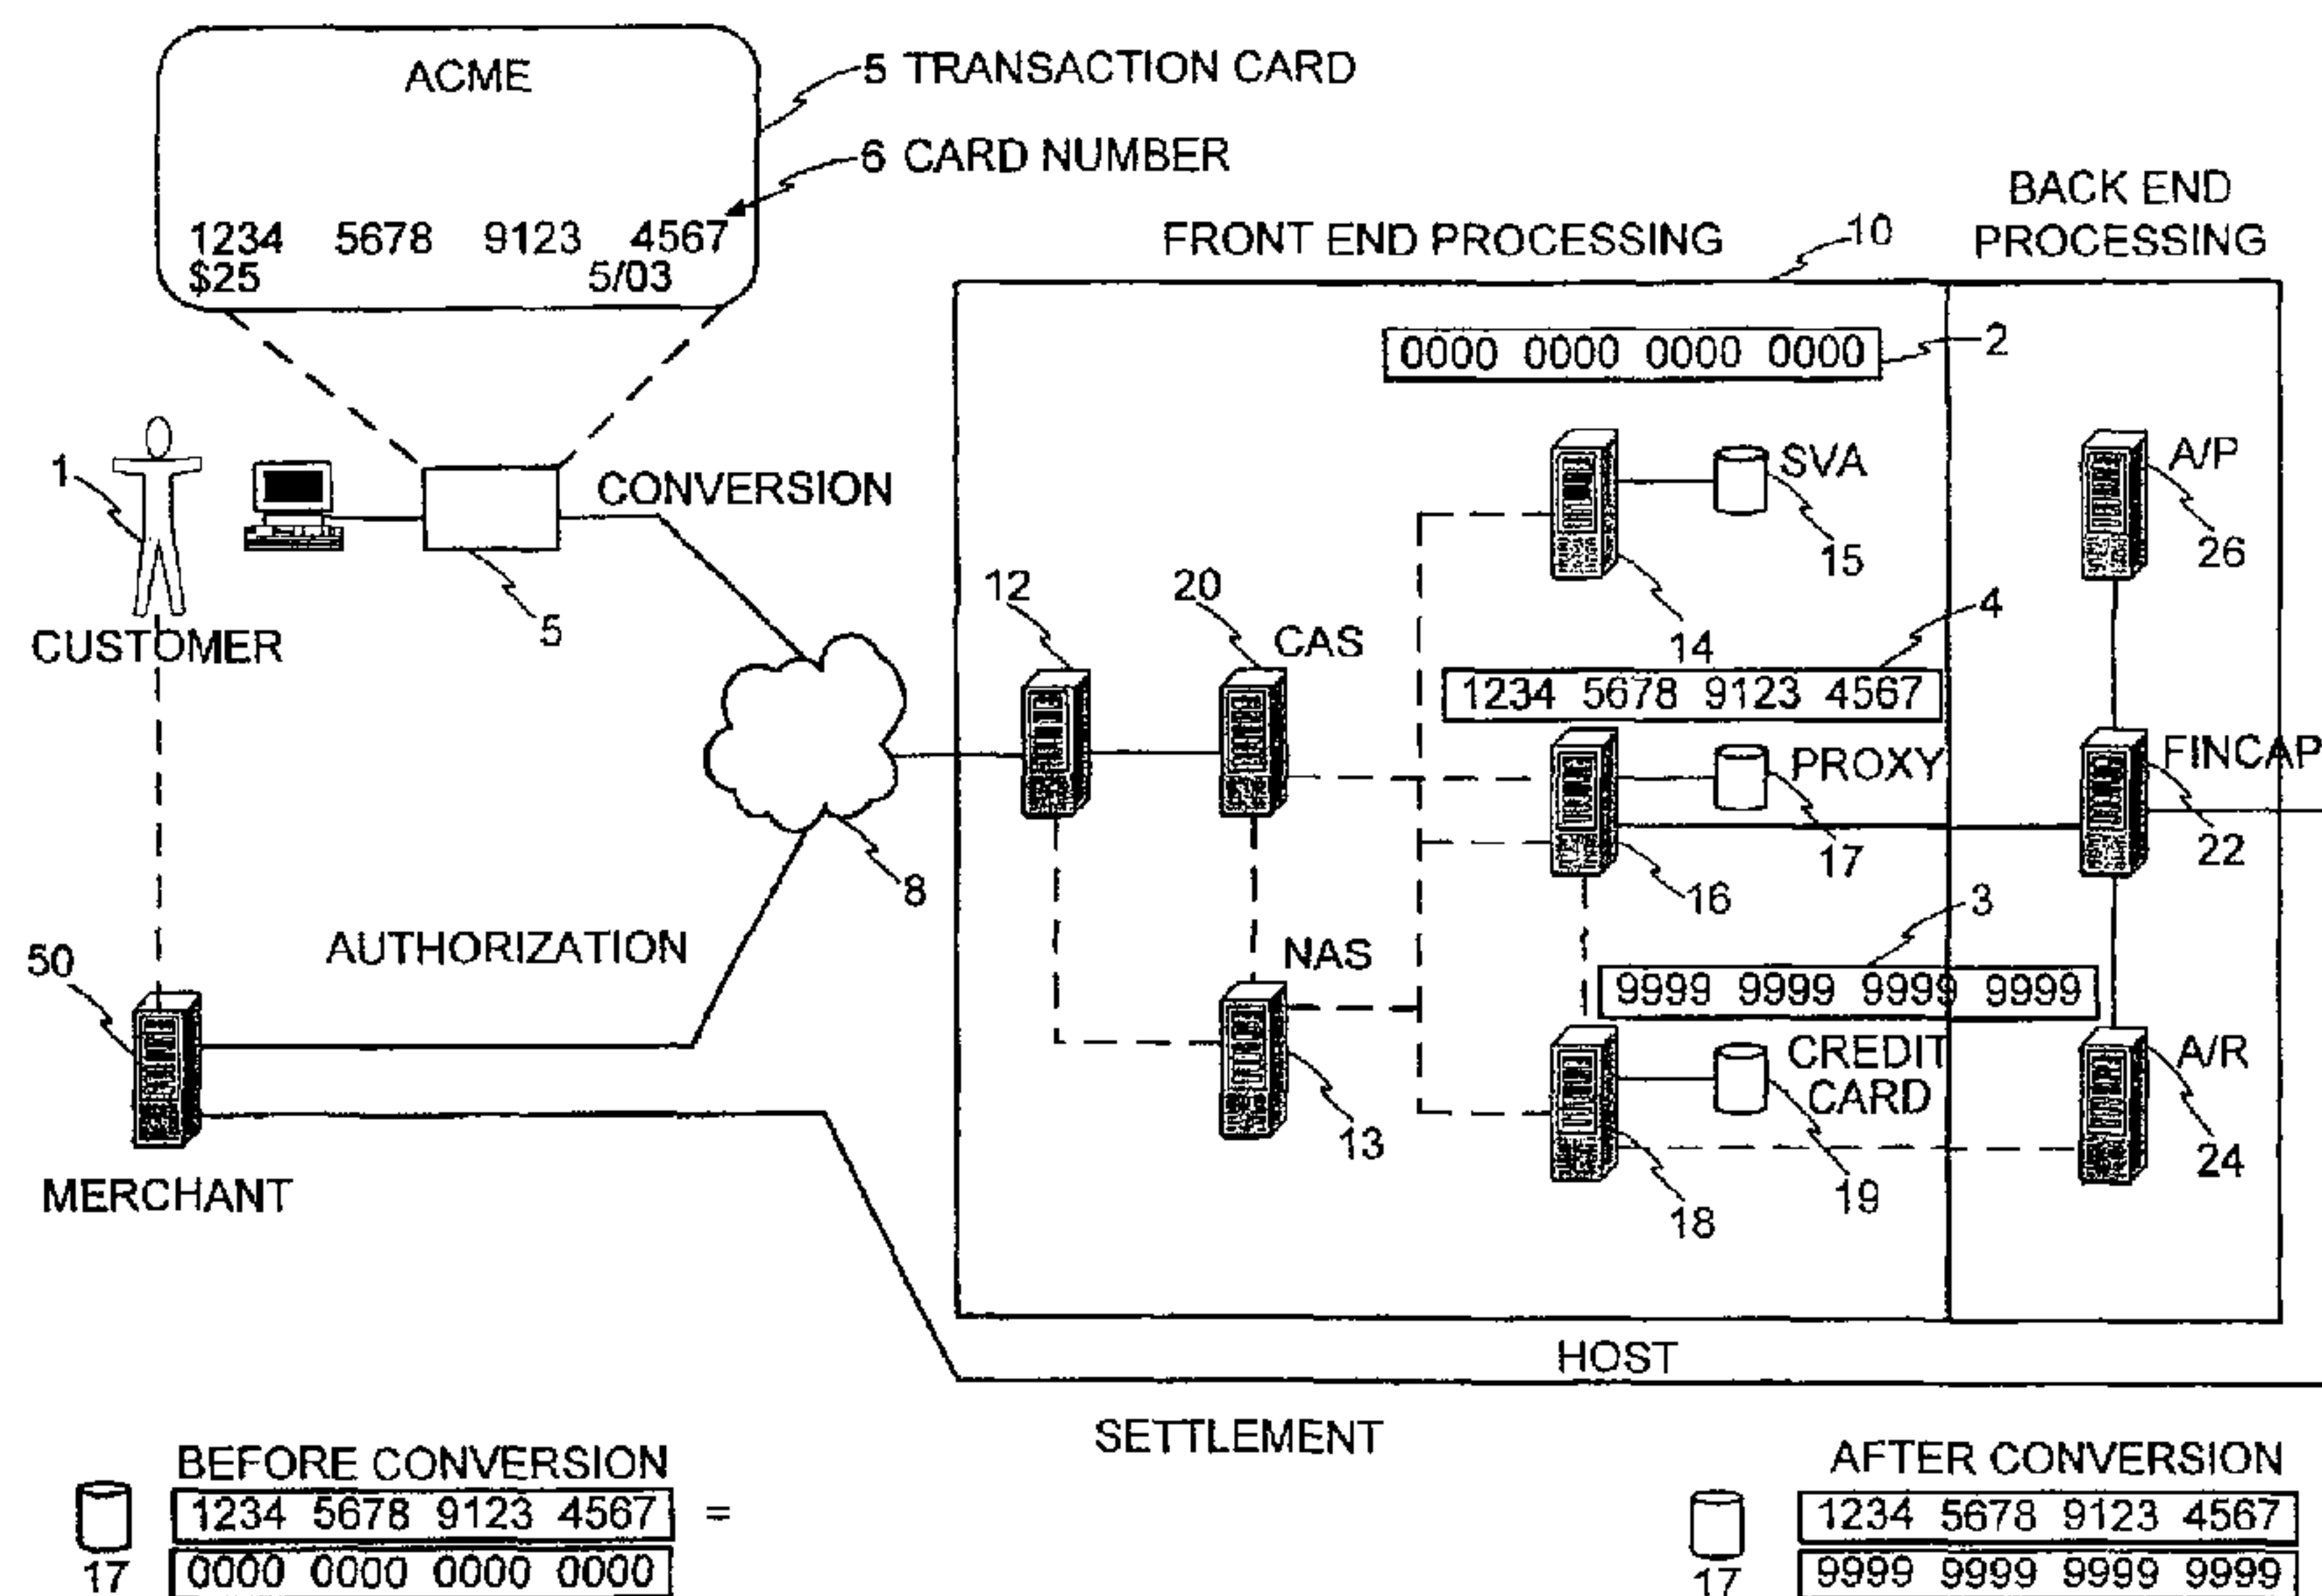 ACME
5 TRANSACTION CARD
6 CARD NUMBER
1234 5678 9123 4567
$25 5/03
FRONT END PROCESSING
10
BACK END
PROCESSING
0000 0000 0000 0000
2
1
CUSTOMER
5
CONVERSION
SVA
15
14
A/P
26
12
20
CAS
4
1234 5678 9123 4567
PROXY
17
16
FINCAP
22
8
AUTHORIZATION
50
MERCHANT
NAS
13
3
9999 9999 9999 9999
CREDIT
CARD
19
18
A/R
24
HOST
SETTLEMENT
BEFORE CONVERSION
1234 5678 9123 4567 =
0000 0000 0000 0000
17
AFTER CONVERSION
1234 5678 9123 4567
9999 9999 9999 9999
17